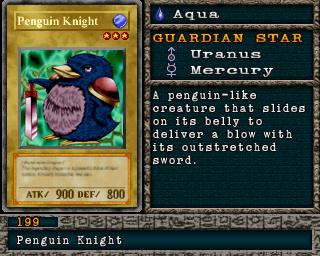 Penguin Knight
ATK/ 900 DEF/ 800
Aqua
GUARDIAN STAR
Uranus
Mercury
A penguin-like
creature that slides
on its belly to
deliver a blow with
its outstretched
sword.
199
Penguin Knight